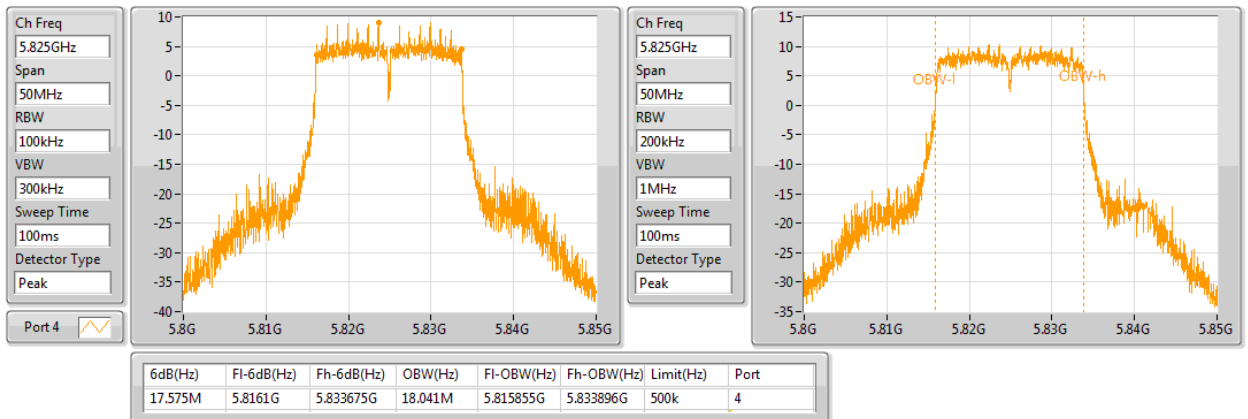 Ch Freq
5.825GHz
Span
50MHz
RBW
100kHz
VBW
300kHz
Sweep Time
100ms
Detector Type
Peak
Port 4
10
5
0
-5
-10
-15
-20
-25
-30
-35
-40
5.8G 5.81G 5.82G 5.83G 5.84G 5.85G
Ch Freq
5.825GHz
Span
50MHz
RBW
200kHz
VBW
1MHz
Sweep Time
100ms
Detector Type
Peak
15
10
5
0
-5
-10
-15
-20
-25
-30
-35
OBW-l OBW-h
5.8G 5.81G 5.82G 5.83G 5.84G 5.85G
6dB(Hz) Fl-6dB(Hz) Fh-6dB(Hz) OBW(Hz) Fl-OBW(Hz) Fh-OBW(Hz) Limit(Hz) Port
17.575M 5.8161G 5.833675G 18.041M 5.815855G 5.833896G 500k 4